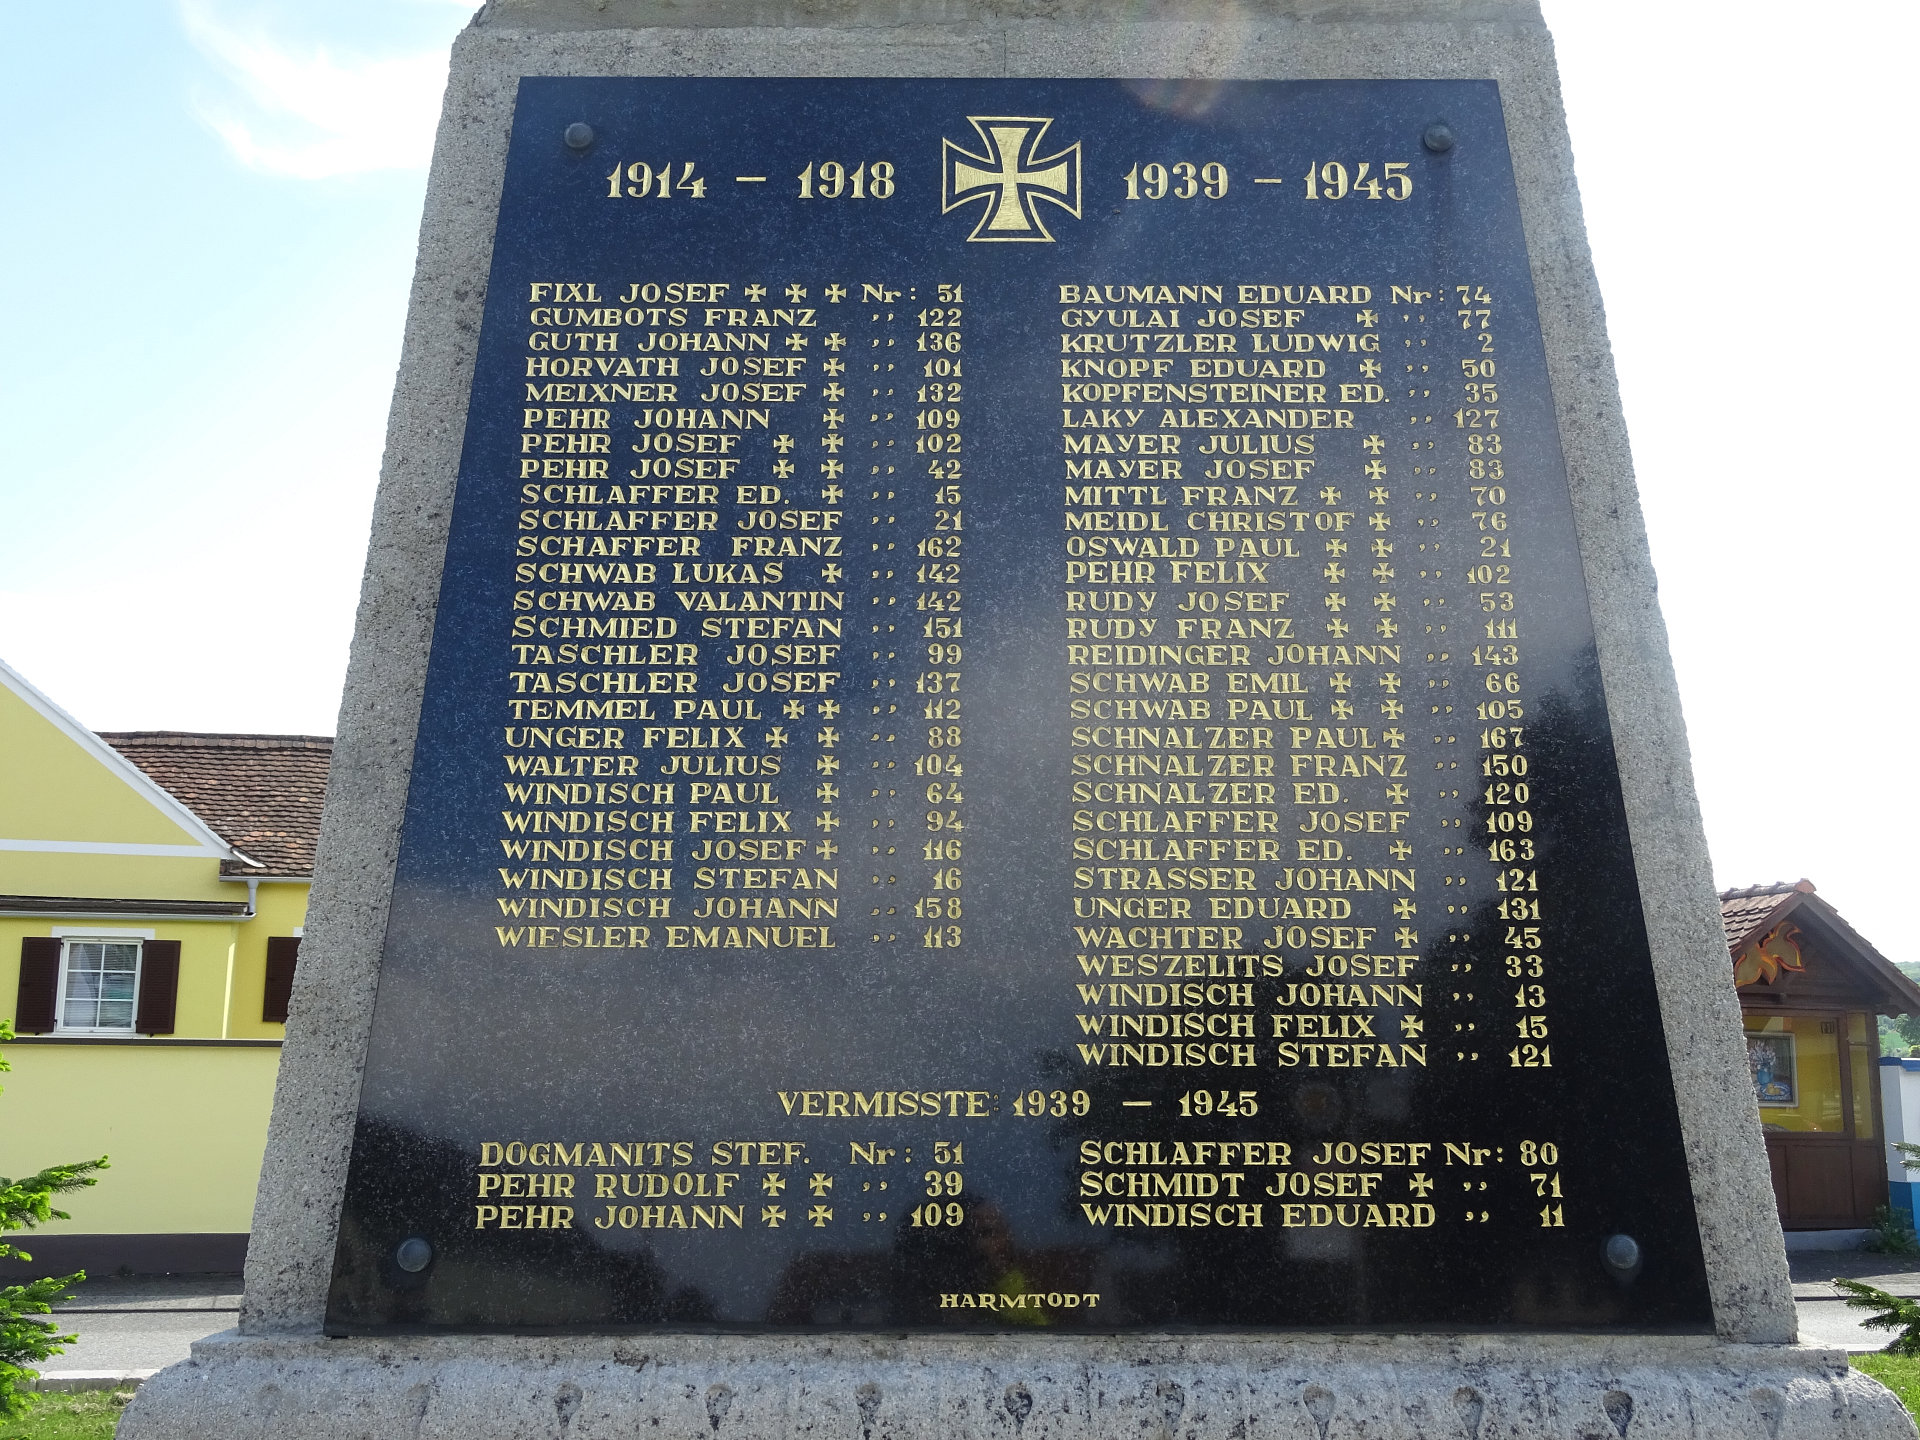 1914 – 1918 1939 – 1945
FIXL JOSEF ✠ ✠ ✠ Nr: 51
GUMBOTS FRANZ ,, 122
GUTH JOHANN ✠ ✠ ,, 136
HORVATH JOSEF ✠ ,, 101
MEIXNER JOSEF ✠ ,, 132
PEHR JOHANN ✠ ,, 109
PEHR JOSEF ✠ ✠ ,, 102
PEHR JOSEF ✠ ✠ ,, 42
SCHLAFFER ED. ✠ ,, 15
SCHLAFFER JOSEF ,, 21
SCHAFFER FRANZ ,, 162
SCHWAB LUKAS ✠ ,, 142
SCHWAB VALANTIN ,, 142
SCHMIED STEFAN ,, 151
TASCHLER JOSEF ,, 99
TASCHLER JOSEF ,, 137
TEMMEL PAUL ✠ ✠ ,, 112
UNGER FELIX ✠ ✠ ,, 88
WALTER JULIUS ✠ ,, 104
WINDISCH PAUL ✠ ,, 64
WINDISCH FELIX ✠ ,, 94
WINDISCH JOSEF ✠ ,, 116
WINDISCH STEFAN ,, 16
WINDISCH JOHANN ,, 158
WIESLER EMANUEL ,, 113
BAUMANN EDUARD Nr: 74
GYULAI JOSEF ✠ ,, 77
KRUTZLER LUDWIG ,, 2
KNOPF EDUARD ✠ ,, 50
KOPFENSTEINER ED. ,, 35
LAKY ALEXANDER ,, 127
MAYER JULIUS ✠ ,, 83
MAYER JOSEF ✠ ,, 83
MITTL FRANZ ✠ ✠ ,, 70
MEIDL CHRISTOF ✠ ,, 76
OSWALD PAUL ✠ ✠ ,, 21
PEHR FELIX ✠ ✠ ,, 102
RUDY JOSEF ✠ ✠ ,, 53
RUDY FRANZ ✠ ✠ ,, 111
REIDINGER JOHANN ,, 143
SCHWAB EMIL ✠ ✠ ,, 66
SCHWAB PAUL ✠ ✠ ,, 105
SCHNALZER PAUL ✠ ,, 167
SCHNALZER FRANZ ,, 150
SCHNALZER ED. ✠ ,, 120
SCHLAFFER JOSEF ,, 109
SCHLAFFER ED. ✠ ,, 163
STRASSER JOHANN ,, 121
UNGER EDUARD ✠ ,, 131
WACHTER JOSEF ✠ ,, 45
WESZELITS JOSEF ,, 33
WINDISCH JOHANN ,, 13
WINDISCH FELIX ✠ ,, 15
WINDISCH STEFAN ,, 121
VERMISSTE: 1939 – 1945
DOGMANITS STEF. Nr: 51
PEHR RUDOLF ✠ ✠ ,, 39
PEHR JOHANN ✠ ✠ ,, 109
SCHLAFFER JOSEF Nr: 80
SCHMIDT JOSEF ✠ ,, 71
WINDISCH EDUARD ,, 11
HARMTODT